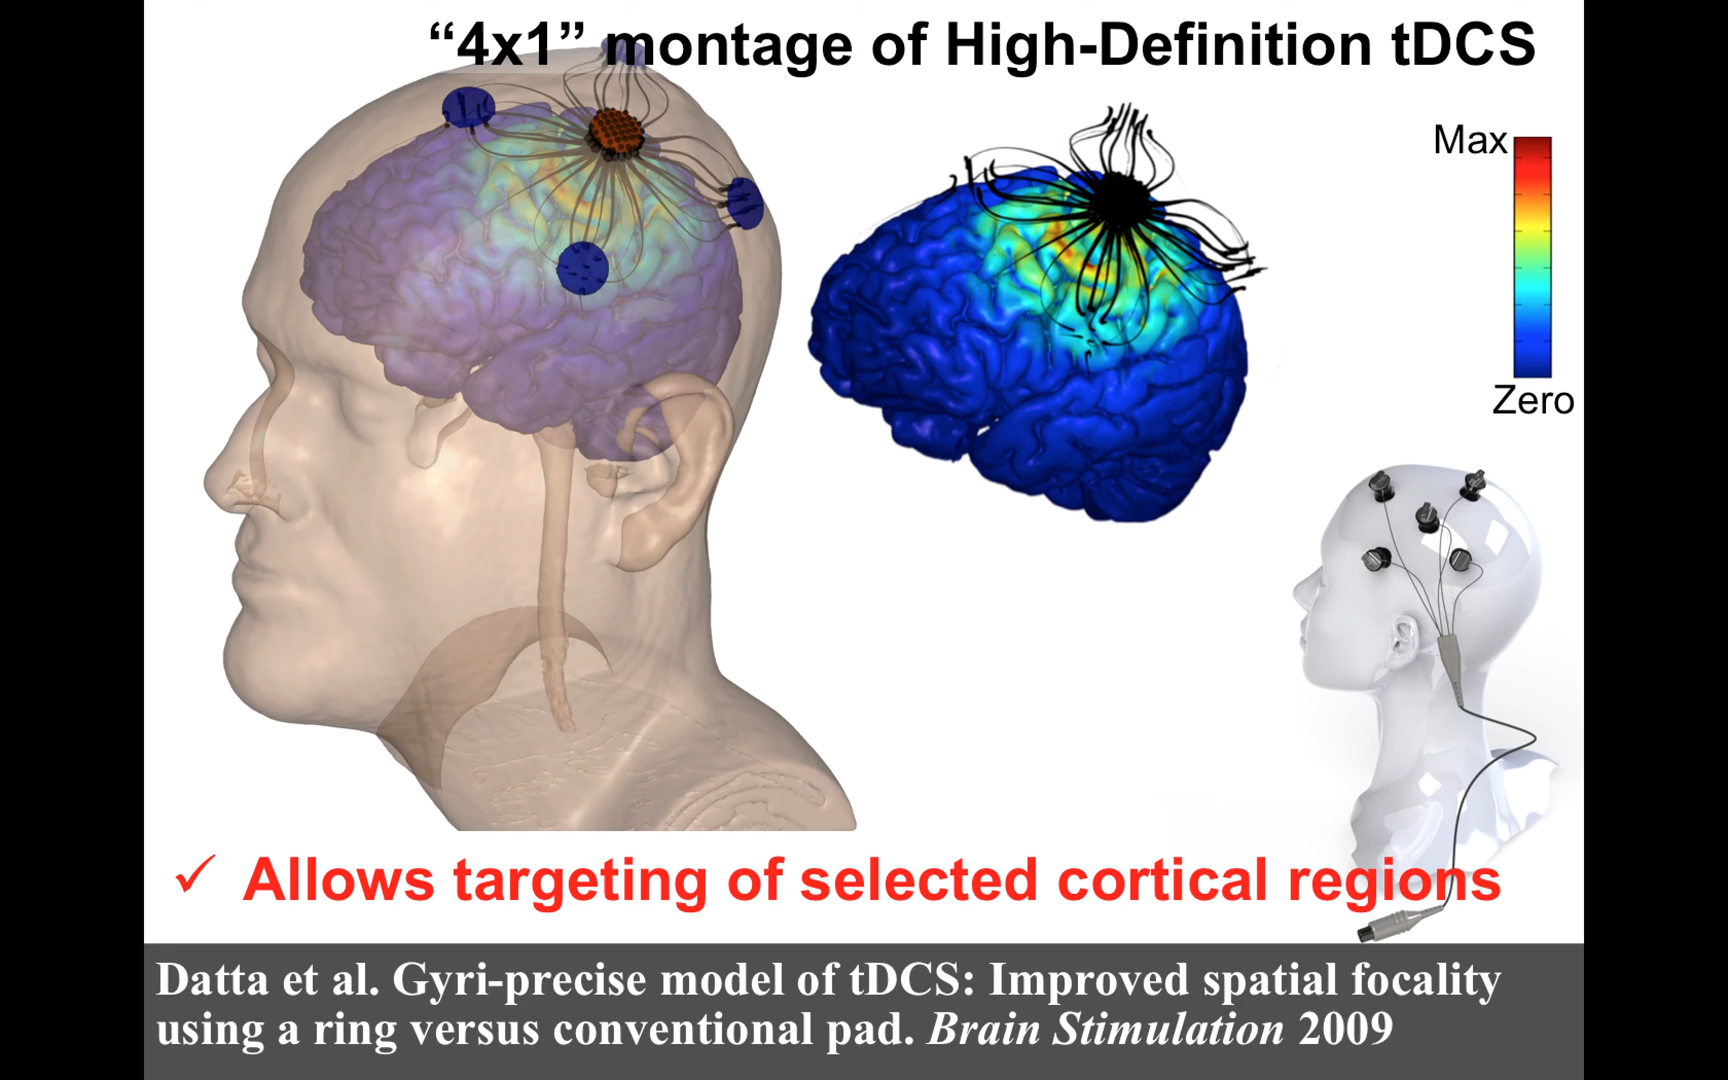 “4x1” montage of High-Definition tDCS
Max
Zero
✓ Allows targeting of selected cortical regions
Datta et al. Gyri-precise model of tDCS: Improved spatial focality
using a ring versus conventional pad. Brain Stimulation 2009